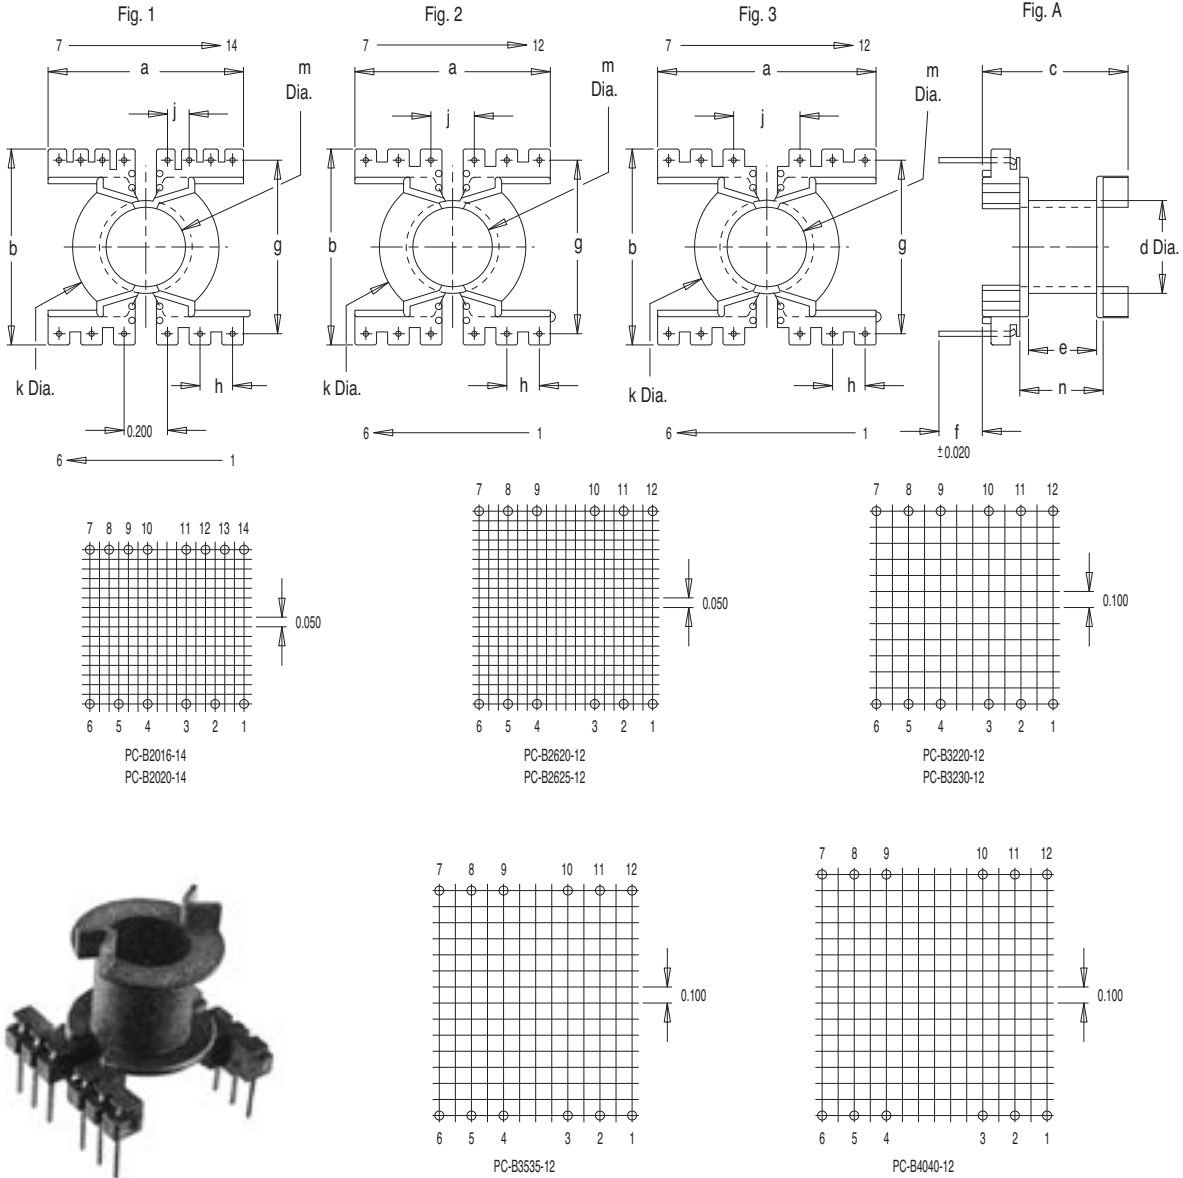 Fig. 1 Fig. 2 Fig. 3 Fig. A
7 14 7 12 7 12
a a a c
m Dia. m Dia. m Dia.
j j j
b g b g b g d Dia.
e
k Dia. h k Dia. h k Dia. h n
0.200 f
± 0.020
6 1 6 1 6 1
7 8 9 10 11 12 13 14
0.050
6 5 4 3 2 1
PC-B2016-14
PC-B2020-14
7 8 9 10 11 12
0.050
6 5 4 3 2 1
PC-B2620-12
PC-B2625-12
7 8 9 10 11 12
0.100
6 5 4 3 2 1
PC-B3220-12
PC-B3230-12
7 8 9 10 11 12
0.100
6 5 4 3 2 1
PC-B3535-12
7 8 9 10 11 12
0.100
6 5 4 3 2 1
PC-B4040-12